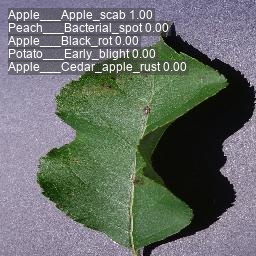 Apple___Apple_scab 1.00
Peach___Bacterial_spot 0.00
Apple___Black_rot 0.00
Potato___Early_blight 0.00
Apple___Cedar_apple_rust 0.00